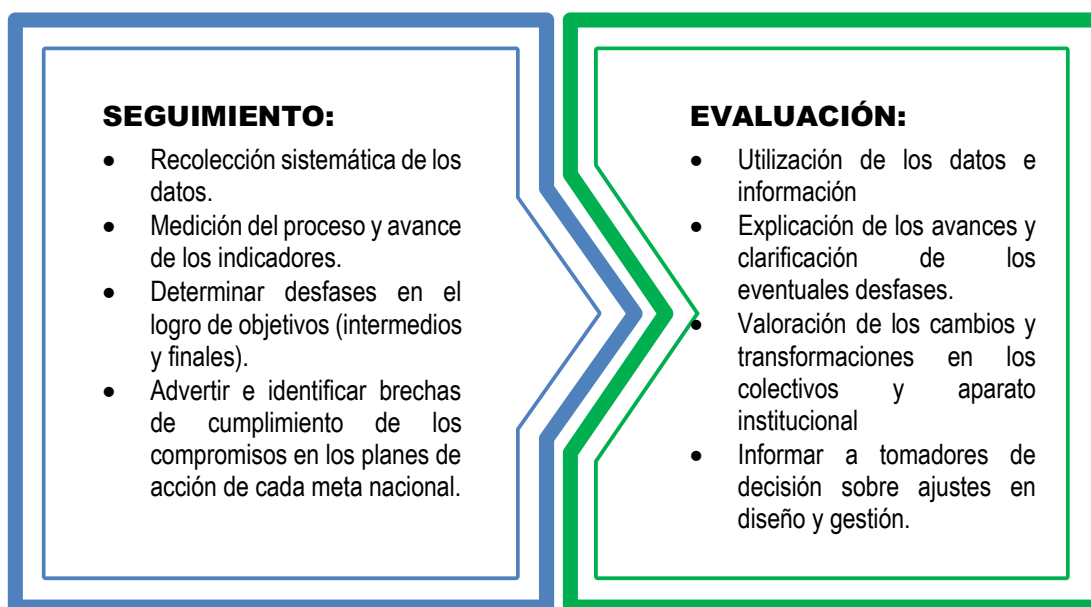 SEGUIMIENTO:
• Recolección sistemática de los
datos.
• Medición del proceso y avance
de los indicadores.
• Determinar desfases en el
logro de objetivos (intermedios
y finales).
• Advertir e identificar brechas
de cumplimiento de los
compromisos en los planes de
acción de cada meta nacional.
EVALUACIÓN:
• Utilización de los datos e
información
• Explicación de los avances y
clarificación de los
eventuales desfases.
• Valoración de los cambios y
transformaciones en los
colectivos y aparato
institucional
• Informar a tomadores de
decisión sobre ajustes en
diseño y gestión.